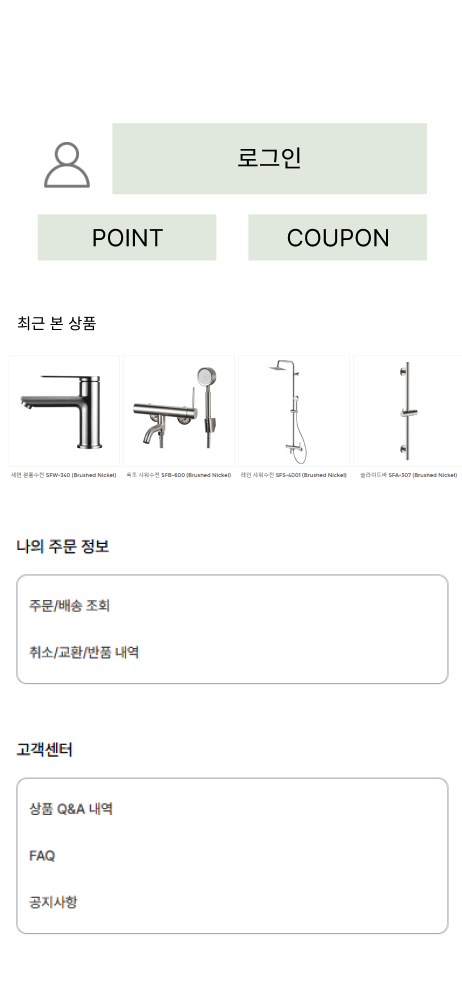 로그인
POINT
COUPON
최근 본 상품
세면 원홀수전 SFW-340 (Brushed Nickel)
욕조 샤워수전 SFB-600 (Brushed Nickel)
레인 샤워수전 SFS-4001 (Brushed Nickel)
슬라이드바 SFA-307 (Brushed Nickel)
나의 주문 정보
주문/배송 조회
취소/교환/반품 내역
고객센터
상품 Q&A 내역
FAQ
공지사항